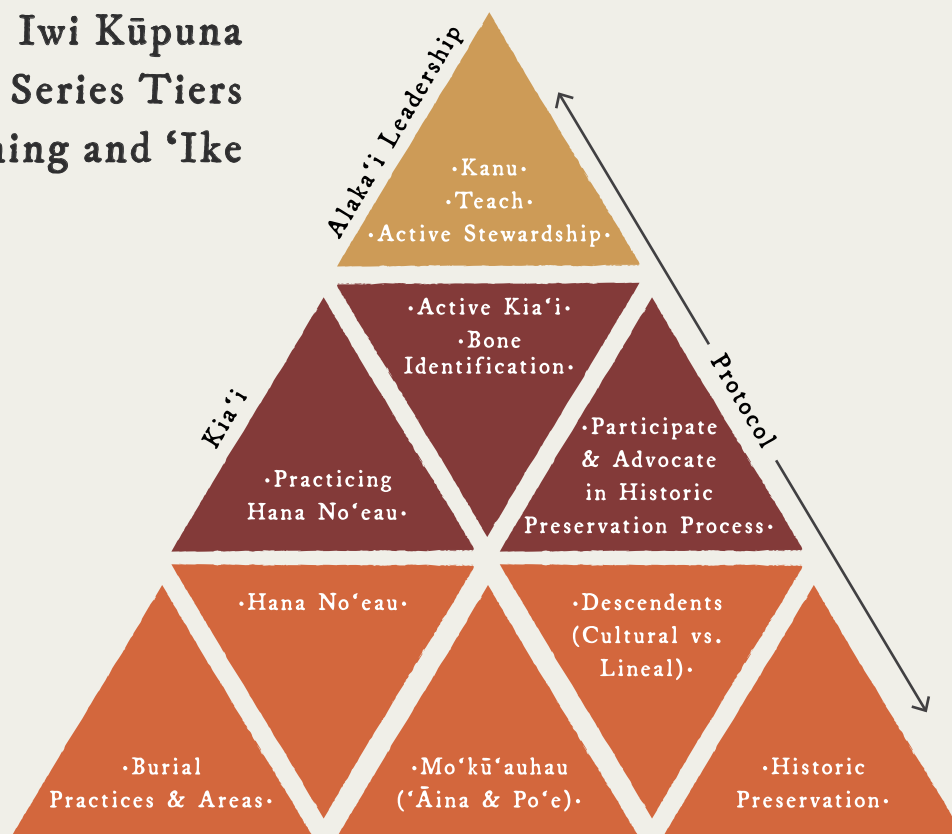 Iwi Kūpuna
Series Tiers
and ʻIke
Alakaʻi Leadership
·Kanu·
·Teach·
·Active Stewardship·
Kiaʻi
·Active Kiaʻi·
·Bone
Identification·
·Practicing
Hana Noʻeau·
·Participate
& Advocate
in Historic
Preservation Process·
Protocol
·Hana Noʻeau·
·Descendents
(Cultural vs.
Lineal)·
·Burial
Practices & Areas·
·Moʻkūʻauhau
(ʻĀina & Poʻe)·
·Historic
Preservation·